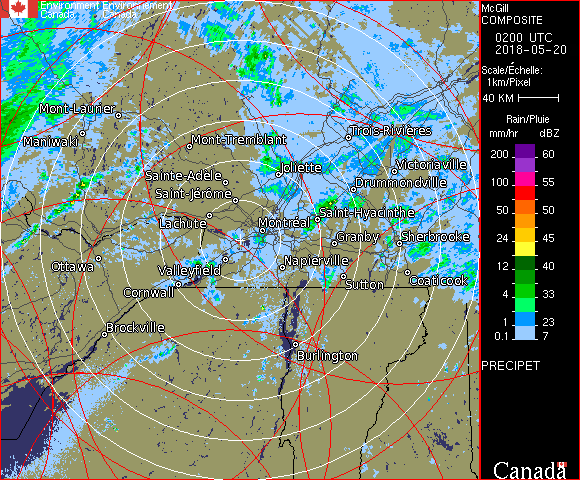 Environment Environnement
Canada Canada
McGill
COMPOSITE
0200 UTC
2018-05-20
Scale/Échelle:
1km/Pixel
40 KM
Rain/Pluie
mm/hr dBZ
200 60
100 55
50 50
24 45
12 40
4 33
1 23
0.1 7
PRECIPET
Canada
Mont-Laurier
Maniwaki
Mont-Tremblant
Trois-Rivières
Sainte-Adèle
Joliette
Victoriaville
Saint-Jérôme
Drummondville
Lachute
Montréal
Saint-Hyacinthe
Granby
Sherbrooke
Ottawa
Valleyfield
Napierville
Cornwall
Sutton
Coaticook
Brockville
Burlington